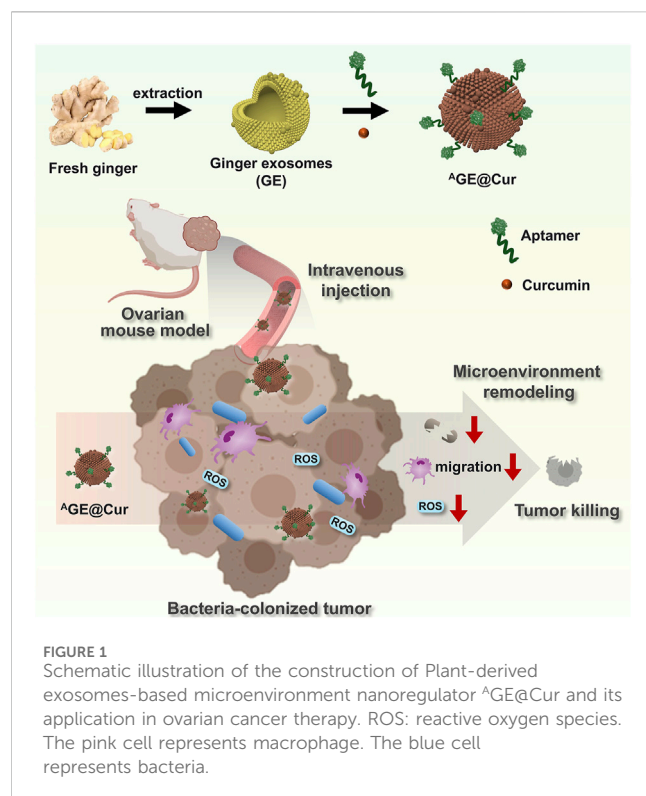 extraction
Fresh ginger
Ginger exosomes
(GE)
ᴬGE@Cur
Aptamer
Curcumin
Intravenous
injection
Ovarian
mouse model
Microenvironment
remodeling
ROS
ROS
ROS
migration
ROS
ᴬGE@Cur
Tumor killing
Bacteria-colonized tumor
FIGURE 1
Schematic illustration of the construction of Plant-derived
exosomes-based microenvironment nanoregulator ᴬGE@Cur and its
application in ovarian cancer therapy. ROS: reactive oxygen species.
The pink cell represents macrophage. The blue cell
represents bacteria.